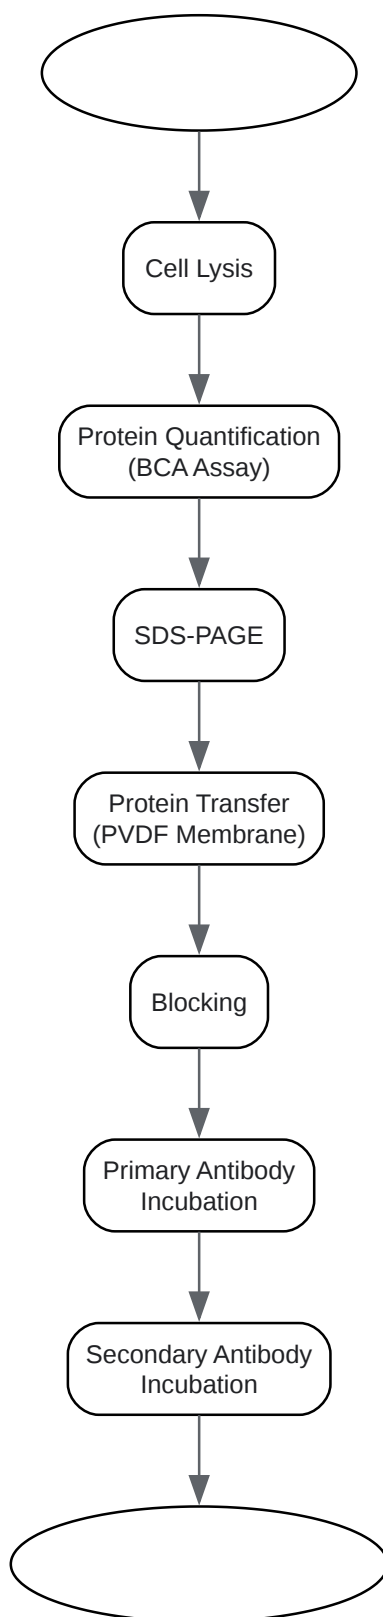 Cell Lysis
Protein Quantification
(BCA Assay)
SDS-PAGE
Protein Transfer
(PVDF Membrane)
Blocking
Primary Antibody
Incubation
Secondary Antibody
Incubation